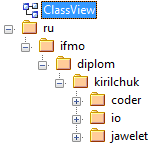 ClassView
ru
ifmo
diplom
kirilchuk
coder
io
jawelet